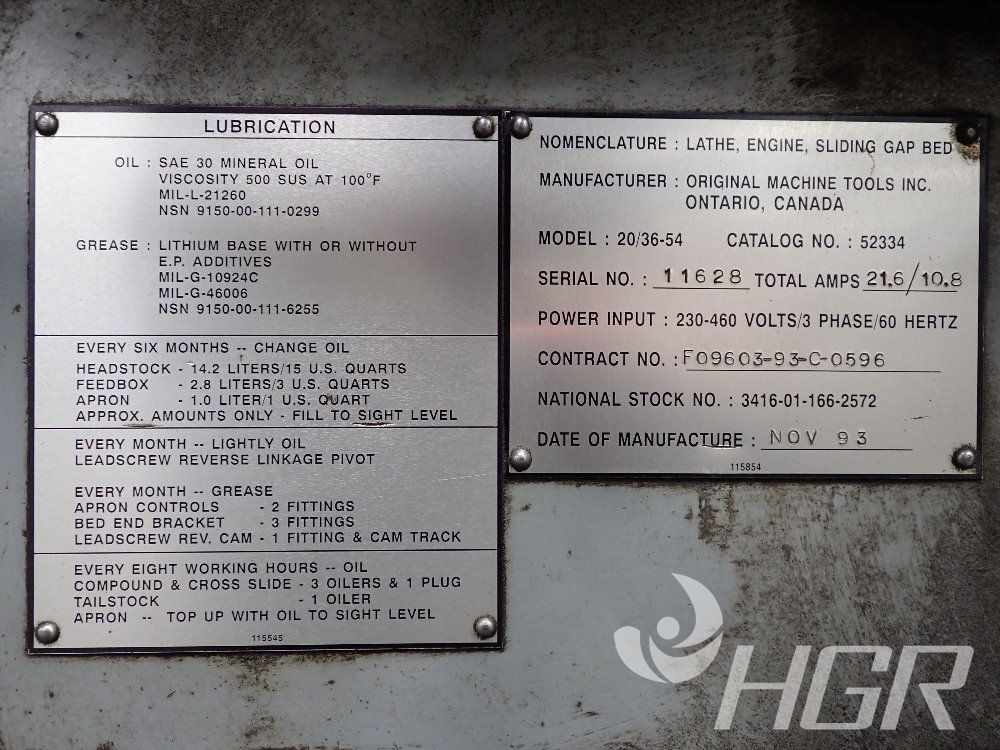 LUBRICATION
OIL : SAE 30 MINERAL OIL
VISCOSITY 500 SUS AT 100°F
MIL-L-21260
NSN 9150-00-111-0299
GREASE : LITHIUM BASE WITH OR WITHOUT
E.P. ADDITIVES
MIL-G-10924C
MIL-G-46006
NSN 9150-00-111-6255
EVERY SIX MONTHS -- CHANGE OIL
HEADSTOCK - 14.2 LITERS/15 U.S. QUARTS
FEEDBOX - 2.8 LITERS/3 U.S. QUARTS
APRON - 1.0 LITER/1 U.S. QUART
APPROX. AMOUNTS ONLY - FILL TO SIGHT LEVEL
EVERY MONTH -- LIGHTLY OIL
LEADSCREW REVERSE LINKAGE PIVOT
EVERY MONTH -- GREASE
APRON CONTROLS - 2 FITTINGS
BED END BRACKET - 3 FITTINGS
LEADSCREW REV. CAM - 1 FITTING & CAM TRACK
EVERY EIGHT WORKING HOURS -- OIL
COMPOUND & CROSS SLIDE - 3 OILERS & 1 PLUG
TAILSTOCK - 1 OILER
APRON -- TOP UP WITH OIL TO SIGHT LEVEL
115545
NOMENCLATURE : LATHE, ENGINE, SLIDING GAP BED
MANUFACTURER : ORIGINAL MACHINE TOOLS INC.
ONTARIO, CANADA
MODEL : 20/36-54 CATALOG NO. : 52334
SERIAL NO. : 11628 TOTAL AMPS 21.6/10.8
POWER INPUT : 230-460 VOLTS/3 PHASE/60 HERTZ
CONTRACT NO. : F09603-93-C-0596
NATIONAL STOCK NO. : 3416-01-166-2572
DATE OF MANUFACTURE : NOV 93
115854
HGR